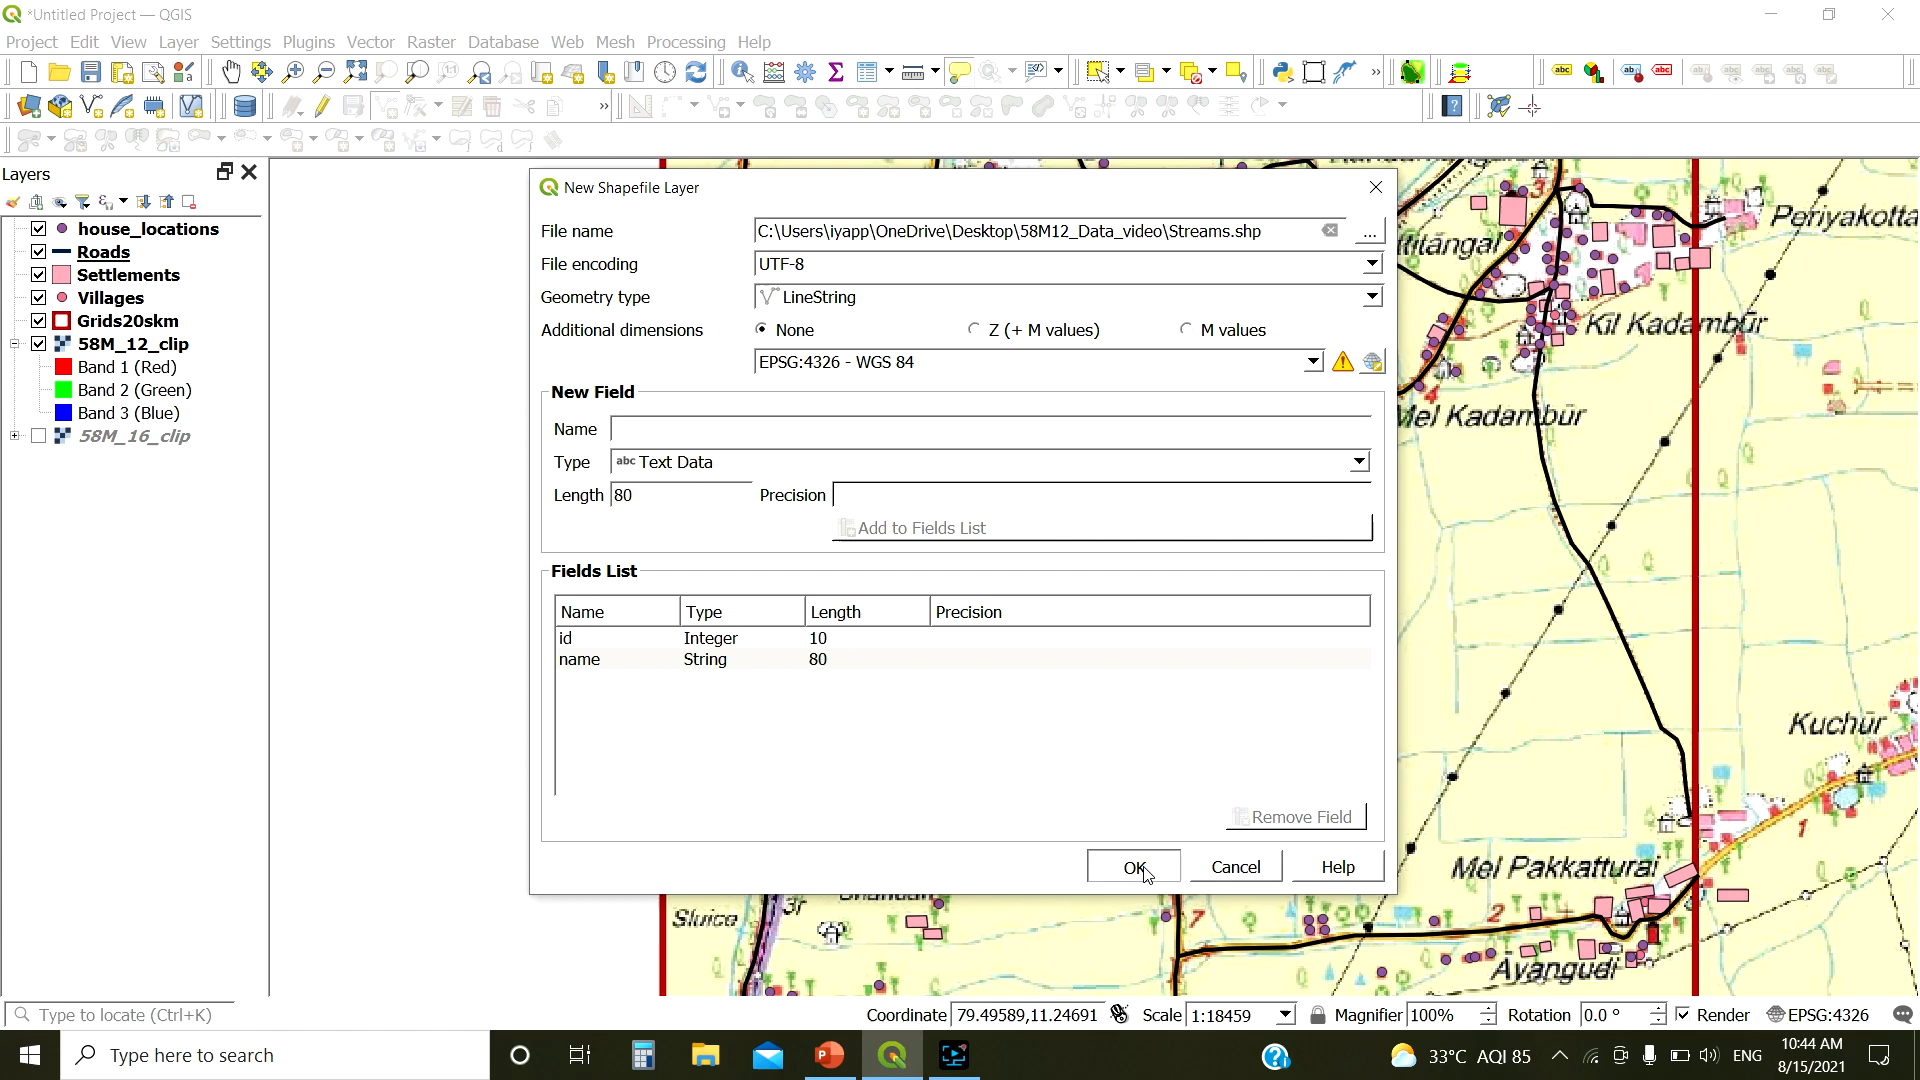 *Untitled Project — QGIS
Project Edit View Layer Settings Plugins Vector Raster Database Web Mesh Processing Help
Layers
house_locations
Roads
Settlements
Villages
Grids20skm
58M_12_clip
Band 1 (Red)
Band 2 (Green)
Band 3 (Blue)
58M_16_clip
New Shapefile Layer
File name C:\Users\iyapp\OneDrive\Desktop\58M12_Data_video\Streams.shp ...
File encoding UTF-8
Geometry type LineString
Additional dimensions None Z (+ M values) M values
EPSG:4326 - WGS 84
New Field
Name
Type abc Text Data
Length 80 Precision
Add to Fields List
Fields List
Name Type Length Precision
id Integer 10
name String 80
Remove Field
OK Cancel Help
3
Periyakotta
Kil Kadambūr
4
Mel Kadambūr
Kuchūr
1
Mel Pakkatturai
2
Āyangudi
Sluice
3r
7
Type to locate (Ctrl+K)
Coordinate 79.49589,11.24691 Scale 1:18459 Magnifier 100% Rotation 0.0 ° Render EPSG:4326
Type here to search
33°C AQI 85 ENG
10:44 AM
8/15/2021